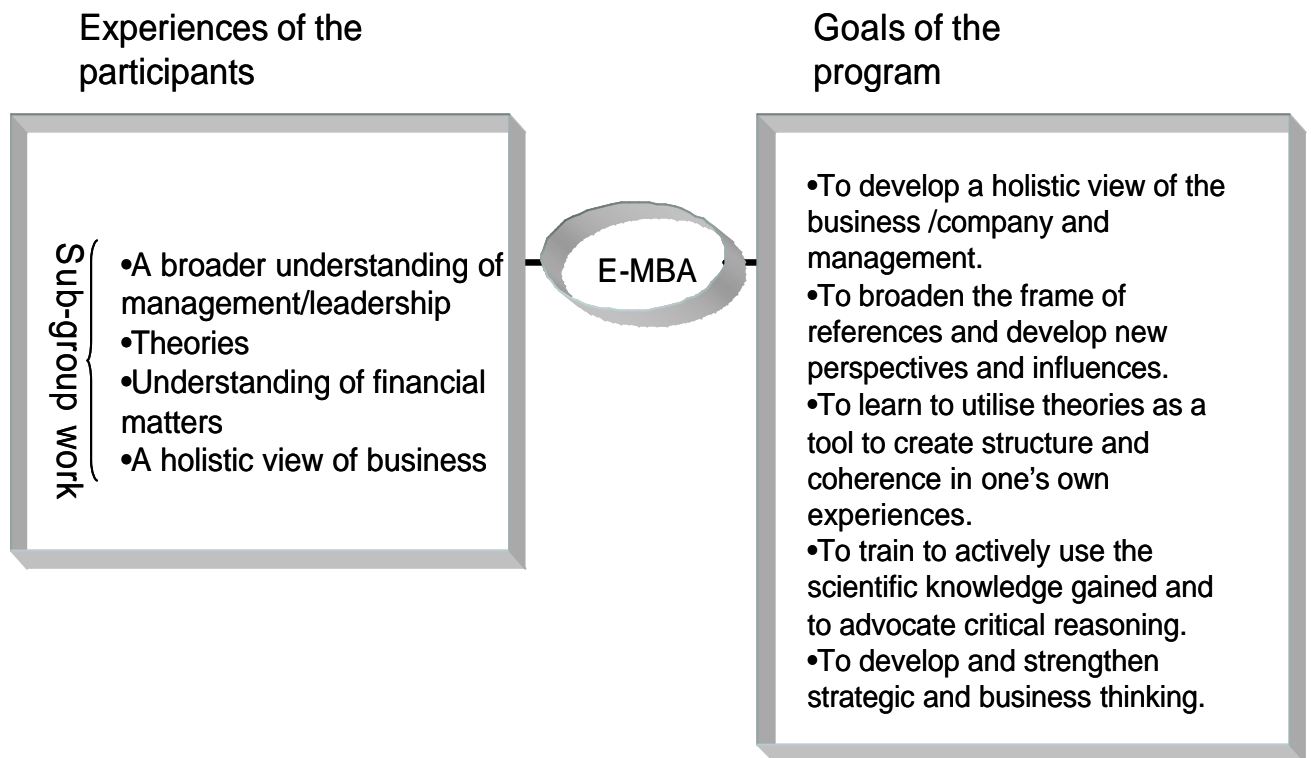 Experiences of the
participants
Sub-group work
•A broader understanding of
management/leadership
•Theories
•Understanding of financial
matters
•A holistic view of business
E-MBA
Goals of the
program
•To develop a holistic view of the
business /company and
management.
•To broaden the frame of
references and develop new
perspectives and influences.
•To learn to utilise theories as a
tool to create structure and
coherence in one's own
experiences.
•To train to actively use the
scientific knowledge gained and
to advocate critical reasoning.
•To develop and strengthen
strategic and business thinking.